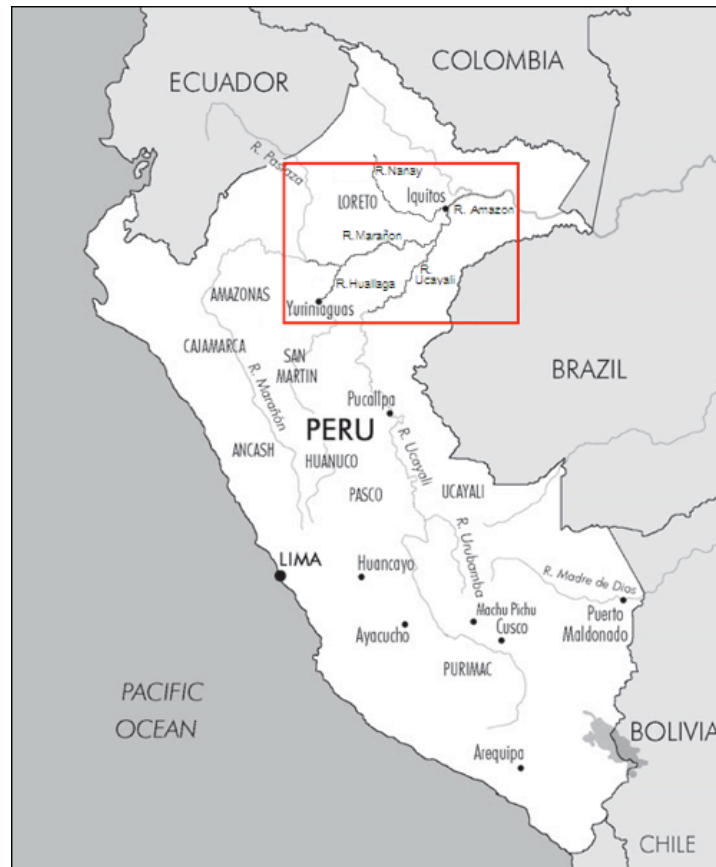 COLOMBIA
ECUADOR
R. Pastaza
R. Nanay
LORETO
Iquitos
R. Amazon
R. Marañon
R. Huallaga
R. Ucayali
AMAZONAS
Yuriniaguas
CAJAMARCA
SAN
MARTIN
R. Marañón
BRAZIL
Pucallpa
PERU
ANCASH
HUANUCO
R. Ucayali
PASCO
UCAYALI
R. Urubamba
LIMA
Huancayo
R. Madre de Dios
Machu Pichu
Cusco
Puerto
Maldonado
Ayacucho
PURIMAC
PACIFIC
OCEAN
BOLIVIA
Arequipa
CHILE